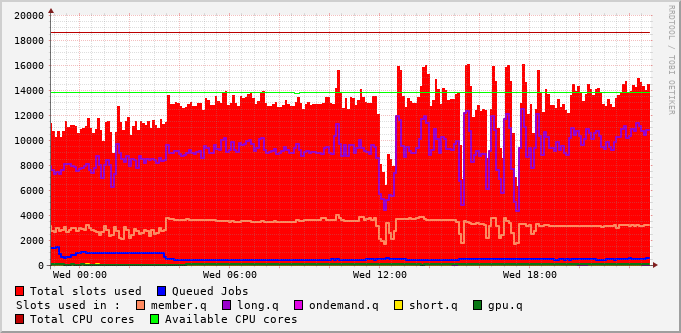 20000
18000
16000
14000
12000
10000
8000
6000
4000
2000
0
Wed 00:00 Wed 06:00 Wed 12:00 Wed 18:00
RRDTOOL / TOBI OETIKER
Total slots used Queued Jobs
Slots used in : member.q long.q ondemand.q short.q gpu.q
Total CPU cores Available CPU cores